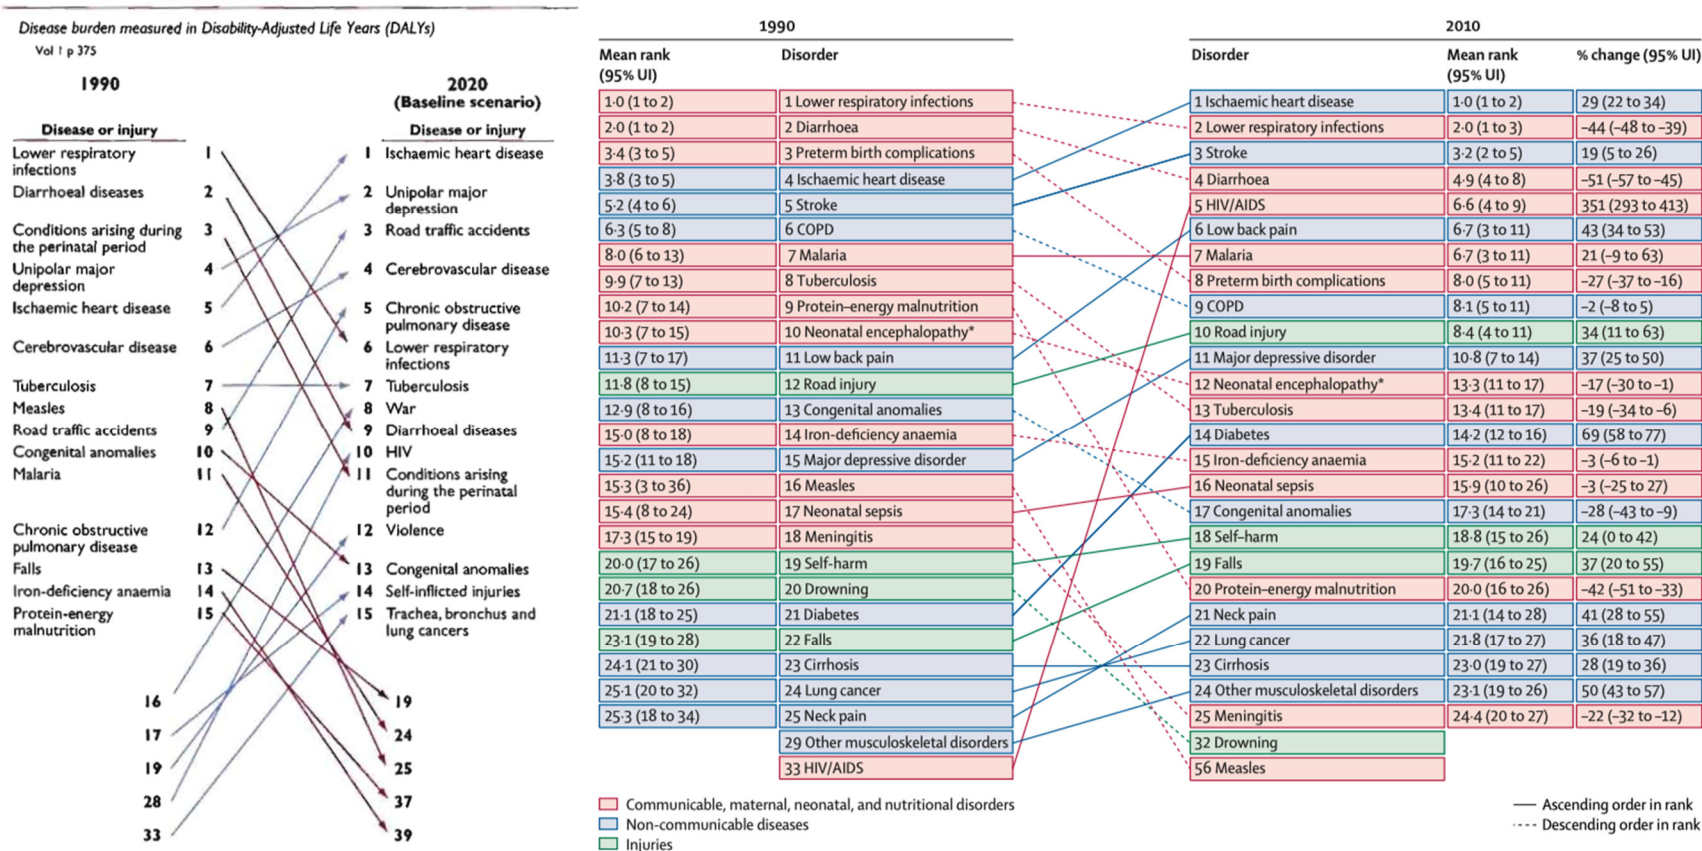 Disease burden measured in Disability-Adjusted Life Years (DALYs)
Vol 1 p 375
1990
2020
(Baseline scenario)
Disease or injury
Disease or injury
Lower respiratory
infections
1
1 Ischaemic heart disease
Diarrhoeal diseases 2
2 Unipolar major
depression
Conditions arising during
the perinatal period
3
3 Road traffic accidents
Unipolar major
depression
4
4 Cerebrovascular disease
Ischaemic heart disease 5
5 Chronic obstructive
pulmonary disease
Cerebrovascular disease 6
6 Lower respiratory
infections
Tuberculosis 7
7 Tuberculosis
Measles 8
8 War
Road traffic accidents 9
9 Diarrhoeal diseases
Congenital anomalies 10
10 HIV
Malaria 11
11 Conditions arising
during the perinatal
period
Chronic obstructive
pulmonary disease
12
12 Violence
Falls 13
13 Congenital anomalies
Iron-deficiency anaemia 14
14 Self-inflicted injuries
Protein-energy
malnutrition
15
15 Trachea, bronchus and
lung cancers
16
19
17
24
19
25
28
37
33
39
1990
Mean rank
(95% UI)
Disorder
1·0 (1 to 2) 1 Lower respiratory infections
2·0 (1 to 2) 2 Diarrhoea
3·4 (3 to 5) 3 Preterm birth complications
3·8 (3 to 5) 4 Ischaemic heart disease
5·2 (4 to 6) 5 Stroke
6·3 (5 to 8) 6 COPD
8·0 (6 to 13) 7 Malaria
9·9 (7 to 13) 8 Tuberculosis
10·2 (7 to 14) 9 Protein–energy malnutrition
10·3 (7 to 15) 10 Neonatal encephalopathy*
11·3 (7 to 17) 11 Low back pain
11·8 (8 to 15) 12 Road injury
12·9 (8 to 16) 13 Congenital anomalies
15·0 (8 to 18) 14 Iron-deficiency anaemia
15·2 (11 to 18) 15 Major depressive disorder
15·3 (3 to 36) 16 Measles
15·4 (8 to 24) 17 Neonatal sepsis
17·3 (15 to 19) 18 Meningitis
20·0 (17 to 26) 19 Self-harm
20·7 (18 to 26) 20 Drowning
21·1 (18 to 25) 21 Diabetes
23·1 (19 to 28) 22 Falls
24·1 (21 to 30) 23 Cirrhosis
25·1 (20 to 32) 24 Lung cancer
25·3 (18 to 34) 25 Neck pain
29 Other musculoskeletal disorders
33 HIV/AIDS
2010
Disorder
Mean rank
(95% UI)
% change (95% UI)
1 Ischaemic heart disease 1·0 (1 to 2) 29 (22 to 34)
2 Lower respiratory infections 2·0 (1 to 3) –44 (–48 to –39)
3 Stroke 3·2 (2 to 5) 19 (5 to 26)
4 Diarrhoea 4·9 (4 to 8) –51 (–57 to –45)
5 HIV/AIDS 6·6 (4 to 9) 351 (293 to 413)
6 Low back pain 6·7 (3 to 11) 43 (34 to 53)
7 Malaria 6·7 (3 to 11) 21 (–9 to 63)
8 Preterm birth complications 8·0 (5 to 11) –27 (–37 to –16)
9 COPD 8·1 (5 to 11) –2 (–8 to 5)
10 Road injury 8·4 (4 to 11) 34 (11 to 63)
11 Major depressive disorder 10·8 (7 to 14) 37 (25 to 50)
12 Neonatal encephalopathy* 13·3 (11 to 17) –17 (–30 to –1)
13 Tuberculosis 13·4 (11 to 17) –19 (–34 to –6)
14 Diabetes 14·2 (12 to 16) 69 (58 to 77)
15 Iron-deficiency anaemia 15·2 (11 to 22) –3 (–6 to –1)
16 Neonatal sepsis 15·9 (10 to 26) –3 (–25 to 27)
17 Congenital anomalies 17·3 (14 to 21) –28 (–43 to –9)
18 Self-harm 18·8 (15 to 26) 24 (0 to 42)
19 Falls 19·7 (16 to 25) 37 (20 to 55)
20 Protein–energy malnutrition 20·0 (16 to 26) –42 (–51 to –33)
21 Neck pain 21·1 (14 to 28) 41 (28 to 55)
22 Lung cancer 21·8 (17 to 27) 36 (18 to 47)
23 Cirrhosis 23·0 (19 to 27) 28 (19 to 36)
24 Other musculoskeletal disorders 23·1 (19 to 26) 50 (43 to 57)
25 Meningitis 24·4 (20 to 27) –22 (–32 to –12)
32 Drowning
56 Measles
Communicable, maternal, neonatal, and nutritional disorders
Non-communicable diseases
Injuries
Ascending order in rank
Descending order in rank